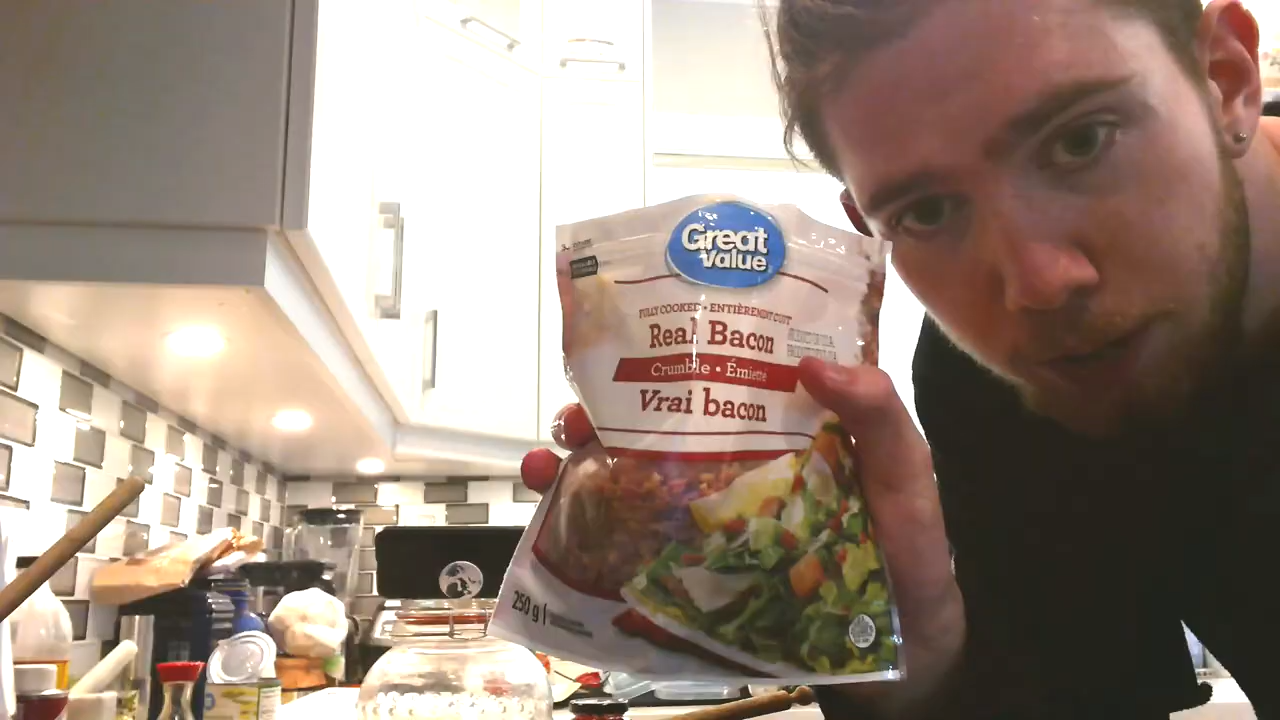 Great
Value
FULLY COOKED • ENTIÈREMENT CUIT
Real Bacon
Crumble • Émietté
Vrai bacon
250 g